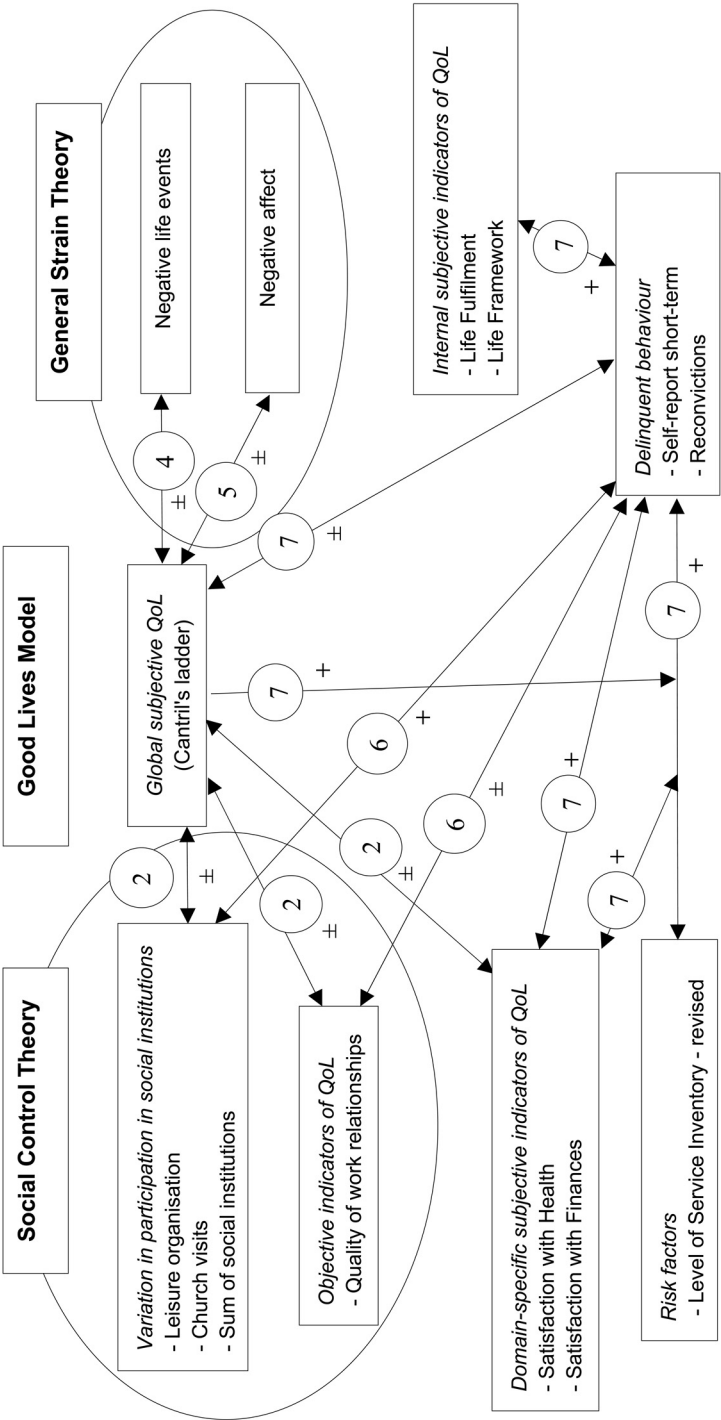 Social Control Theory
Good Lives Model
General Strain Theory
Variation in participation in social institutions
- Leisure organisation
- Church visits
- Sum of social institutions
2
±
Global subjective QoL
(Cantril's ladder)
4
±
Negative life events
5
±
Negative affect
Objective indicators of QoL
- Quality of work relationships
2
±
2
±
7
+
7
±
6
+
6
±
Domain-specific subjective indicators of QoL
- Satisfaction with Health
- Satisfaction with Finances
7
+
7
+
Internal subjective indicators of QoL
- Life Fulfilment
- Life Framework
7
+
Risk factors
- Level of Service Inventory - revised
7
+
Delinquent behaviour
- Self-report short-term
- Reconvictions